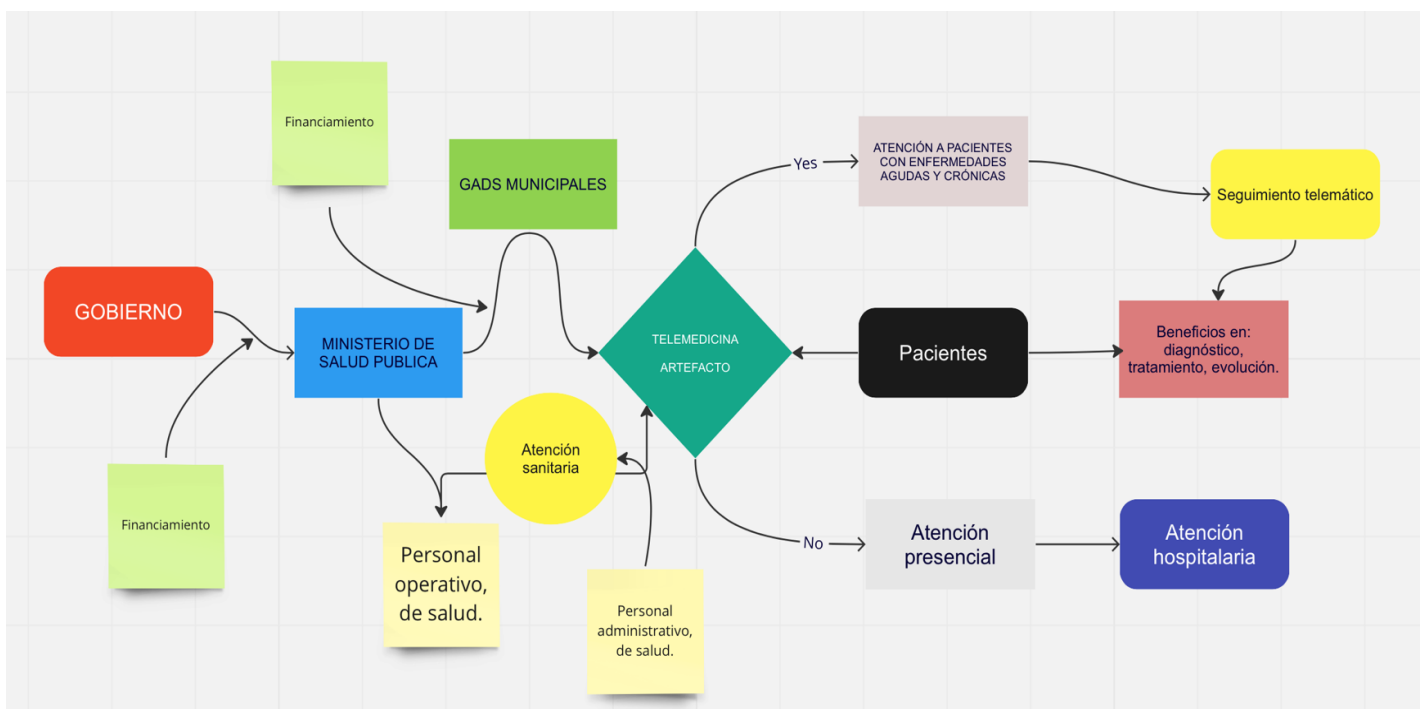 Financiamiento
GADS MUNICIPALES
Yes
ATENCIÓN A PACIENTES
CON ENFERMEDADES
AGUDAS Y CRÓNICAS
Seguimiento telemático
GOBIERNO
MINISTERIO DE
SALUD PUBLICA
TELEMEDICINA
ARTEFACTO
Pacientes
Beneficios en:
diagnóstico,
tratamiento, evolución.
Atención
sanitaria
Financiamiento
Personal
operativo,
de salud.
Personal
administrativo,
de salud.
No
Atención
presencial
Atención
hospitalaria